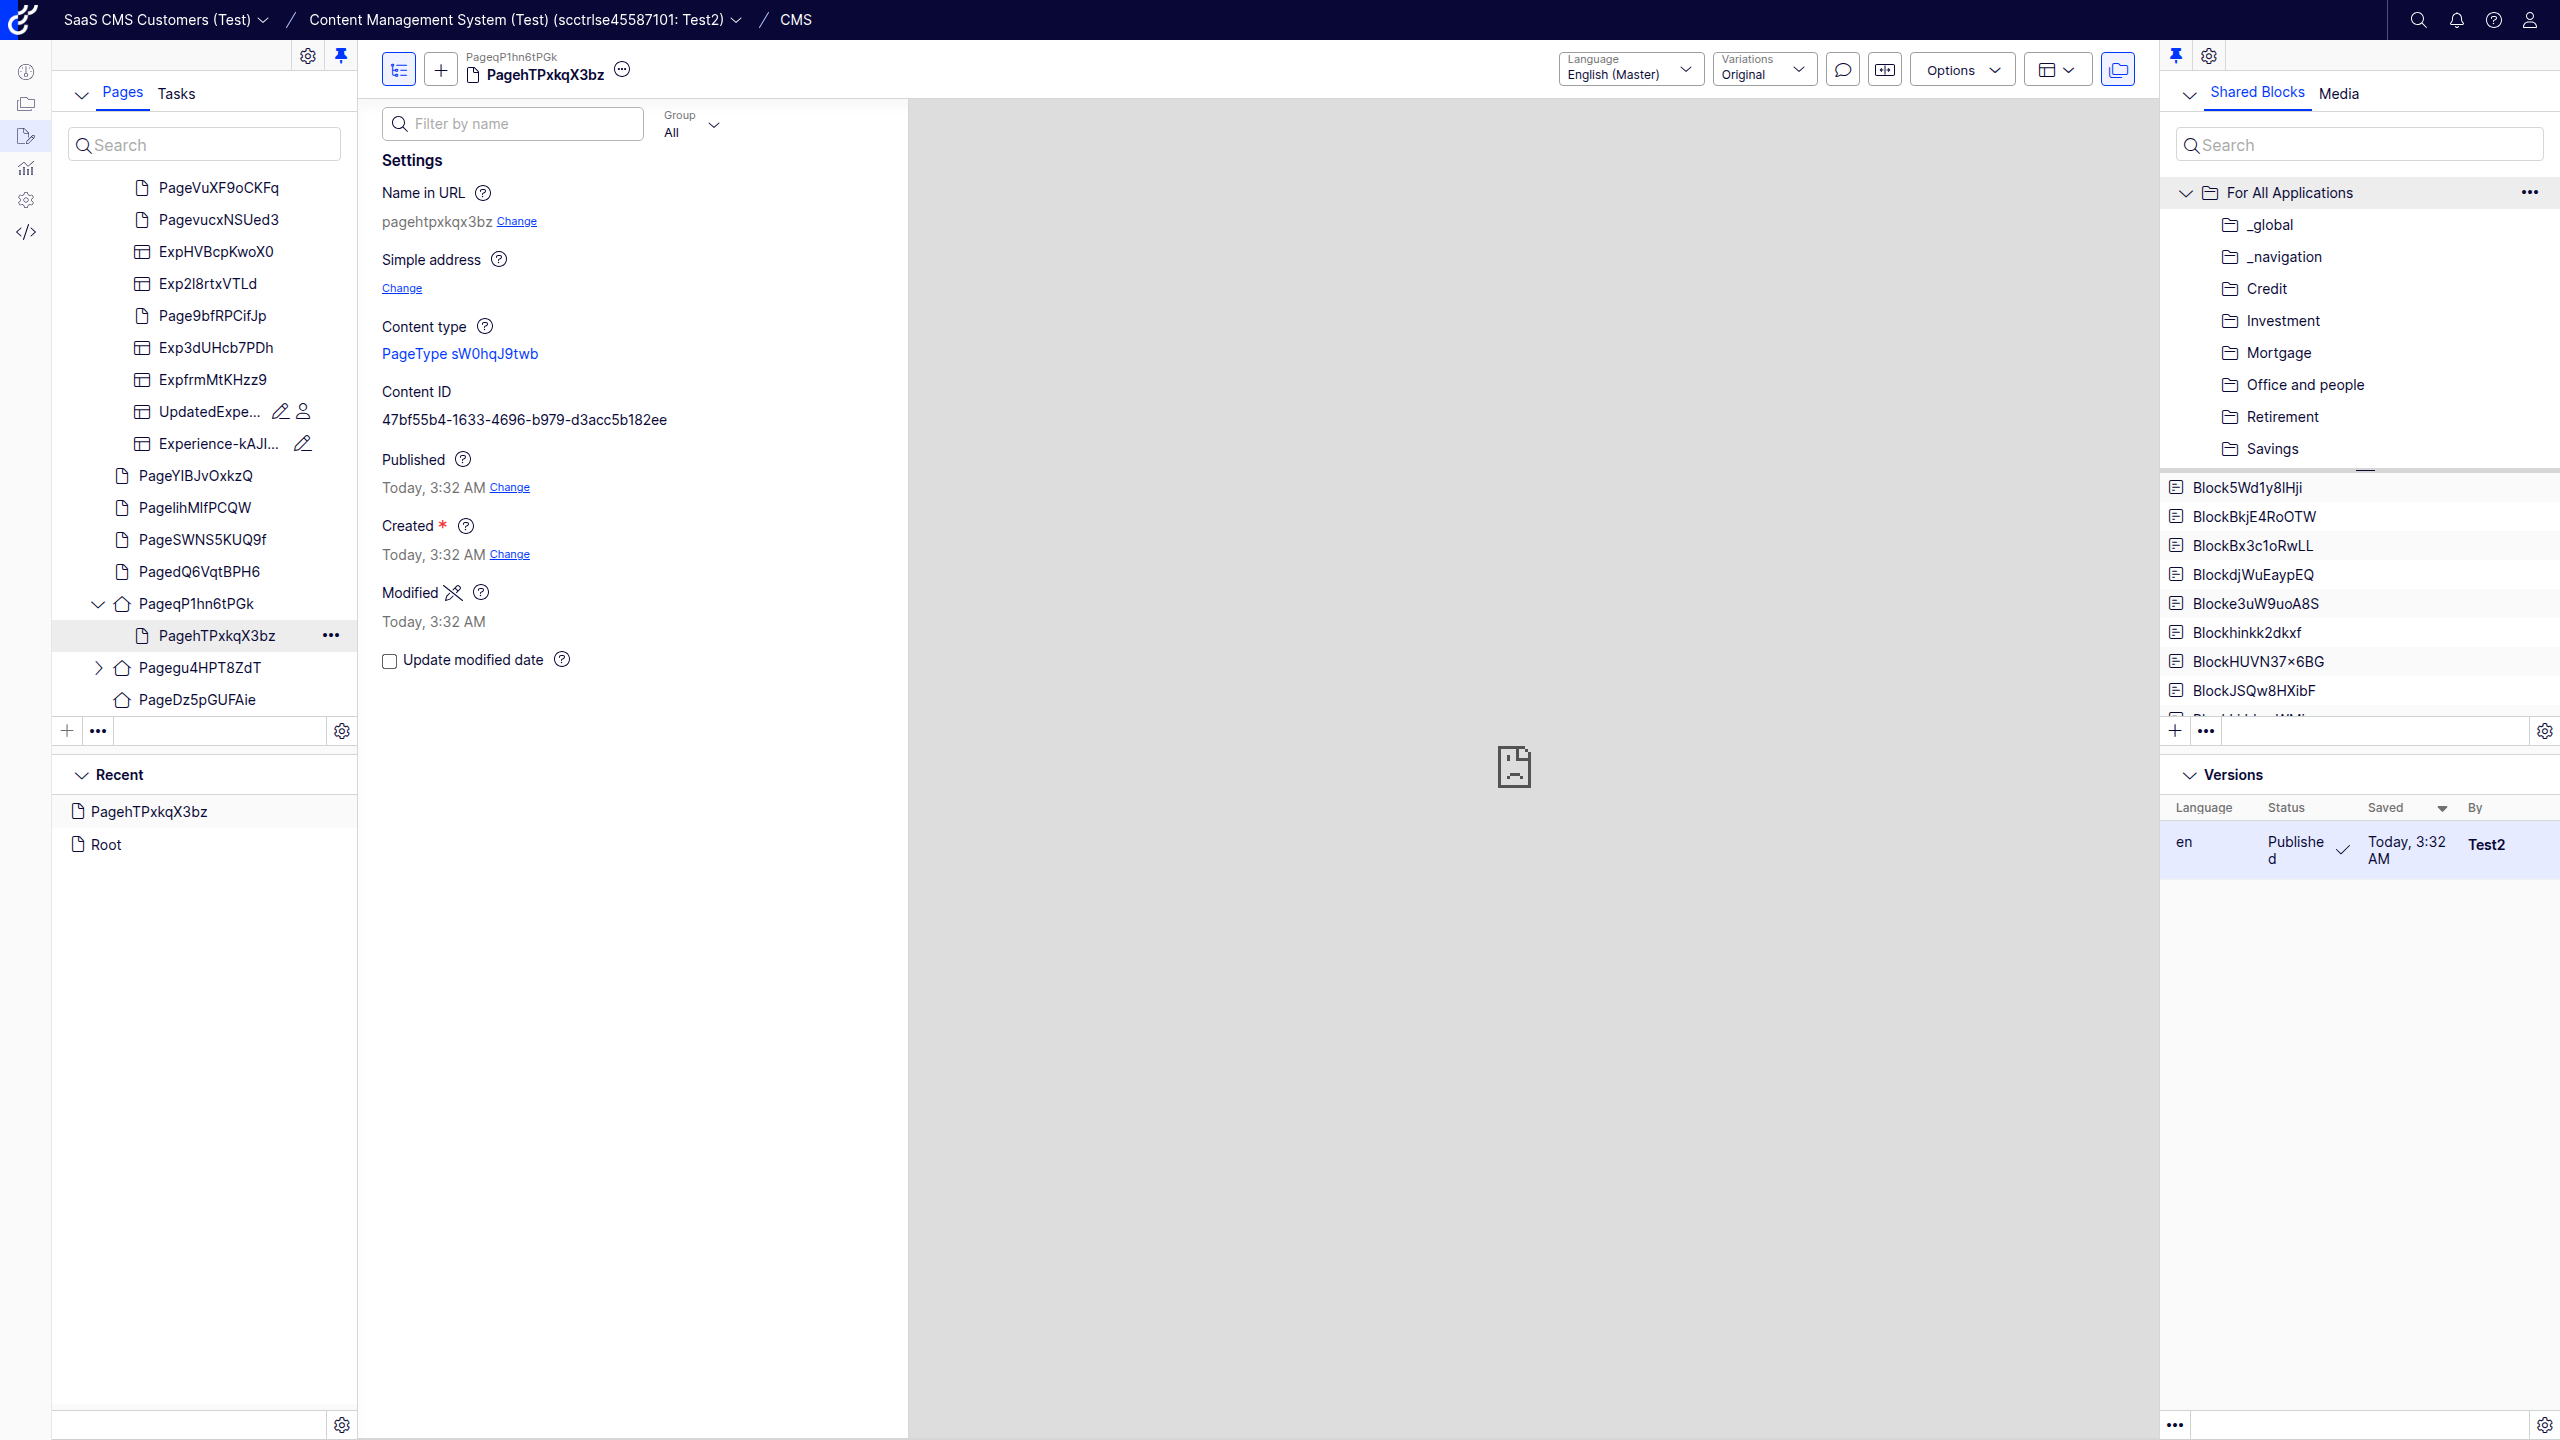 SaaS CMS Customers (Test)
Content Management System (Test) (scctrlse45587101: Test2)
CMS
Pages
Tasks
Search
PageVuXF9oCKFq
PagevucxNSUed3
ExpHVBcpKwoX0
Exp2I8rtxVTLd
Page9bfRPCifJp
Exp3dUHcb7PDh
ExpfrmMtKHzz9
UpdatedExpe...
Experience-kAJI...
PageYIBJvOxkzQ
PagelihMlfPCQW
PageSWNS5KUQ9f
PagedQ6VqtBPH6
PageqP1hn6tPGk
PagehTPxkqX3bz
Pagegu4HPT8ZdT
PageDz5pGUFAie
Recent
PagehTPxkqX3bz
Root
PageqP1hn6tPGk
PagehTPxkqX3bz
Language
English (Master)
Variations
Original
Options
Filter by name
Group
All
Settings
Name in URL
pagehtpxkqx3bz Change
Simple address
Change
Content type
PageType sW0hqJ9twb
Content ID
47bf55b4-1633-4696-b979-d3acc5b182ee
Published
Today, 3:32 AM Change
Created *
Today, 3:32 AM Change
Modified
Today, 3:32 AM
Update modified date
Shared Blocks
Media
Search
For All Applications
_global
_navigation
Credit
Investment
Mortgage
Office and people
Retirement
Savings
Block5Wd1y8IHji
BlockBkjE4RoOTW
BlockBx3c1oRwLL
BlockdjWuEaypEQ
Blocke3uW9uoA8S
Blockhinkk2dkxf
BlockHUVN37×6BG
BlockJSQw8HXibF
Versions
Language Status Saved By
en Publishe Today, 3:32 Test2
d AM